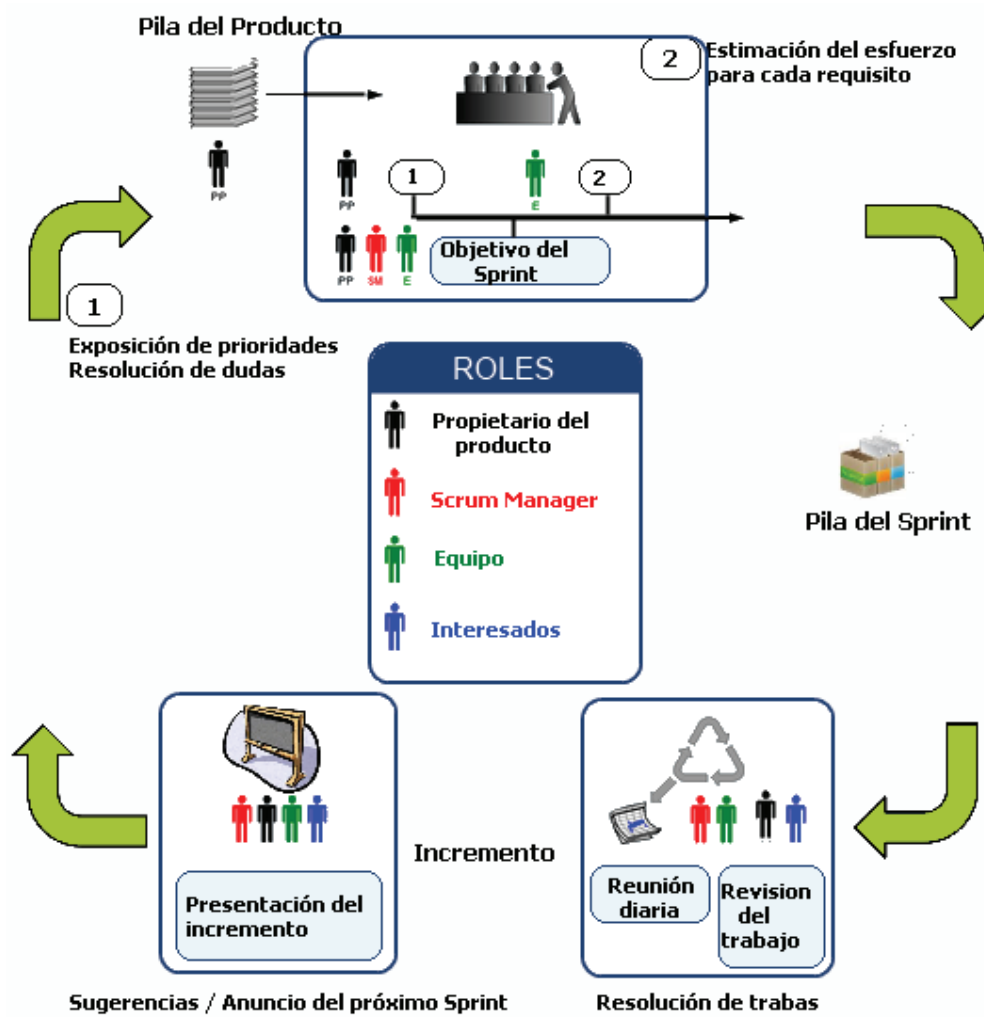 Pila del Producto
2
Estimación del esfuerzo
para cada requisito
PP
PP
1
E
2
PP
SM
E
Objetivo del
Sprint
1
Exposición de prioridades
Resolución de dudas
ROLES
Propietario del
producto
Scrum Manager
Equipo
Interesados
Pila del Sprint
Presentación del
incremento
Incremento
Reunión
diaria
Revision
del
trabajo
Sugerencias / Anuncio del próximo Sprint
Resolución de trabas